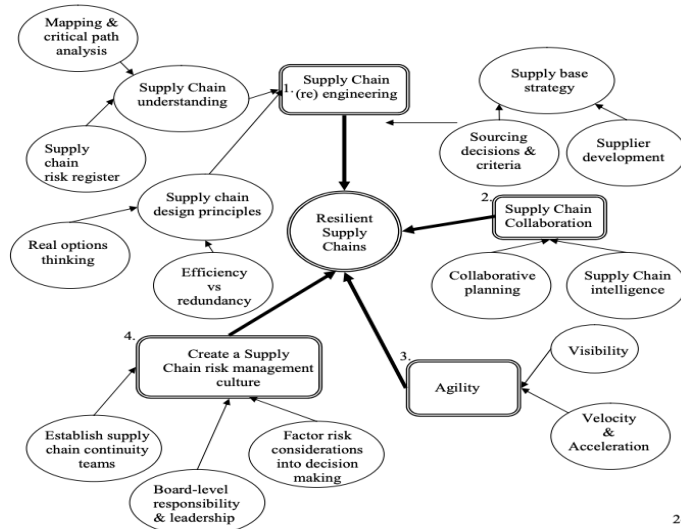 Mapping &
critical path
analysis
Supply Chain
understanding
Supply
chain
risk register
1.
Supply Chain
(re) engineering
Supply base
strategy
Sourcing
decisions &
criteria
Supplier
development
Supply chain
design principles
Real options
thinking
Efficiency
vs
redundancy
Resilient
Supply
Chains
2.
Supply Chain
Collaboration
Collaborative
planning
Supply Chain
intelligence
4.
Create a Supply
Chain risk management
culture
Establish supply
chain continuity
teams
Board-level
responsibility
& leadership
Factor risk
considerations
into decision
making
3.
Agility
Visibility
Velocity
&
Acceleration
2